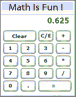 Math Is Fun !
0.625
Clear C/E +
1 2 3 -
4 5 6 x
7 8 9 /
0 . =